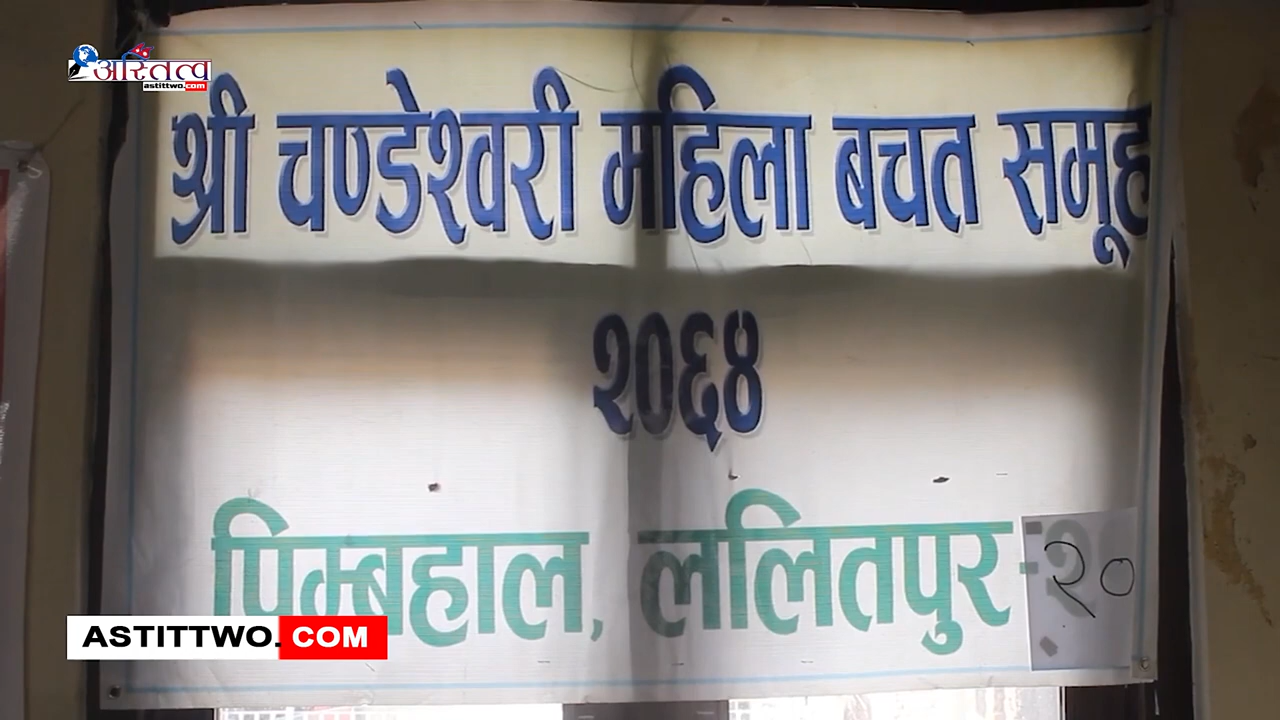 अस्तित्व
astittwo.com
श्री चण्डेश्वरी महिला बचत समूह
२०६४
पिम्बहाल, ललितपुर - २०
ASTITTWO.COM